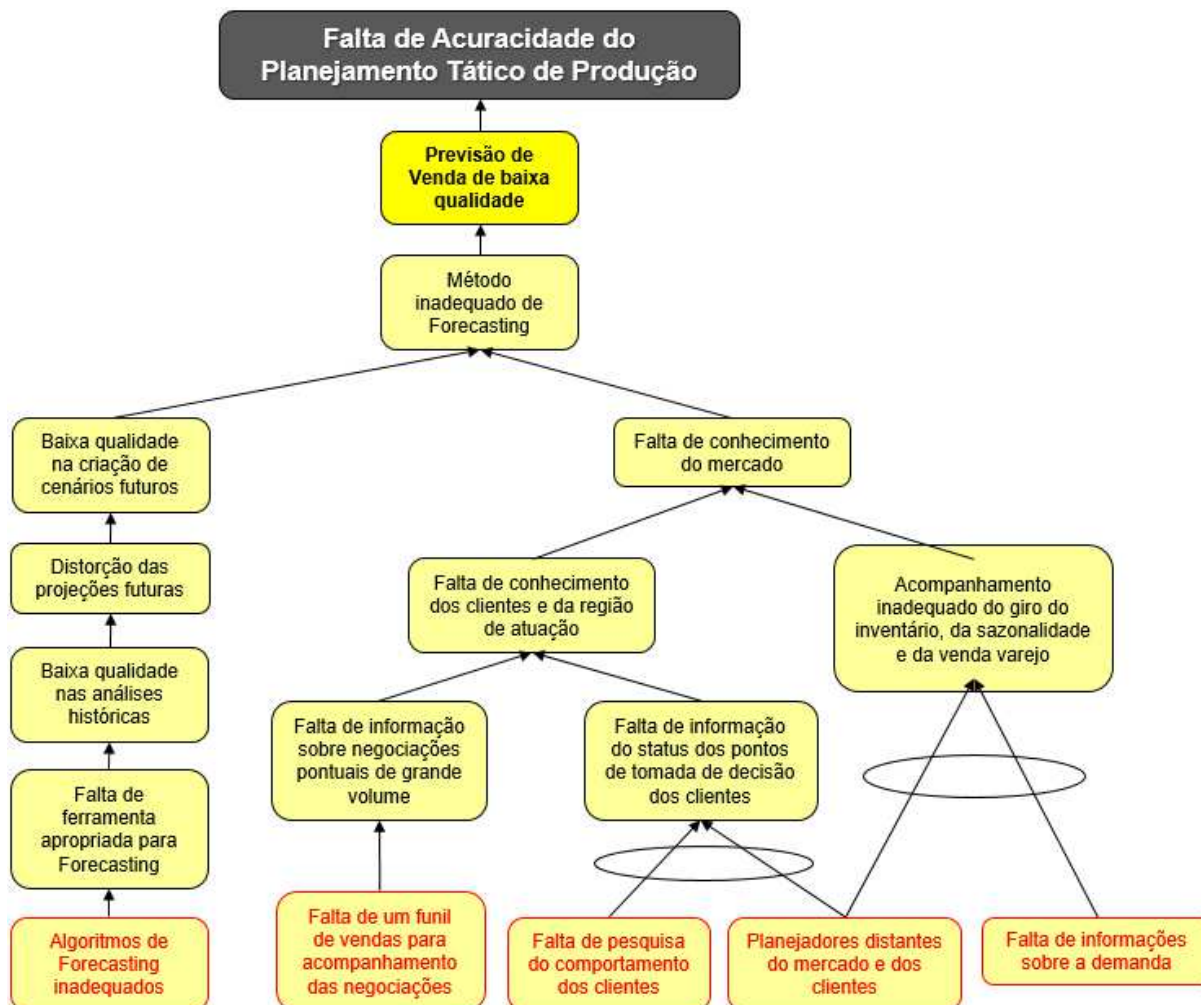 Falta de Acuracidade do
Planejamento Tático de Produção
Previsão de
Venda de baixa
qualidade
Método
inadequado de
Forecasting
Baixa qualidade
na criação de
cenários futuros
Falta de conhecimento
do mercado
Distorção das
projeções futuras
Falta de conhecimento
dos clientes e da região
de atuação
Acompanhamento
inadequado do giro do
inventário, da sazonalidade
e da venda varejo
Baixa qualidade
nas análises
históricas
Falta de informação
sobre negociações
pontuais de grande
volume
Falta de informação
do status dos pontos
de tomada de decisão
dos clientes
Falta de
ferramenta
apropriada para
Forecasting
Algoritmos de
Forecasting
inadequados
Falta de um funil
de vendas para
acompanhamento
das negociações
Falta de pesquisa
do comportamento
dos clientes
Planejadores distantes
do mercado e dos
clientes
Falta de informações
sobre a demanda